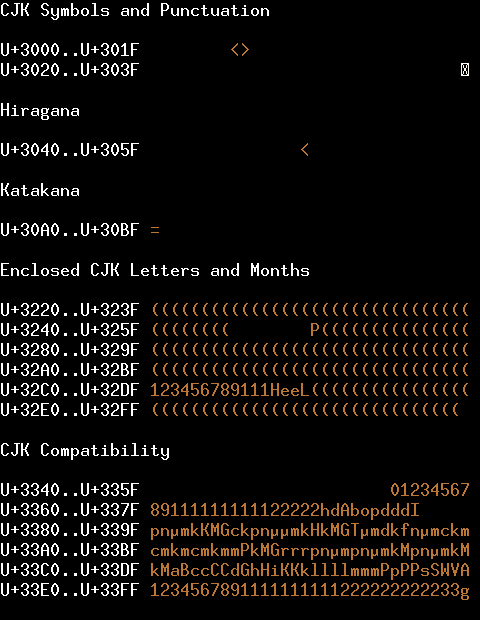 CJK Symbols and Punctuation
U+3000..U+301F         <>
U+3020..U+303F
Hiragana
U+3040..U+305F                 <
Katakana
U+30A0..U+30BF =
Enclosed CJK Letters and Months
U+3220..U+323F ((((((((((((((((((((((((((((((((
U+3240..U+325F ((((((((        P(((((((((((((((
U+3280..U+329F ((((((((((((((((((((((((((((((((
U+32A0..U+32BF ((((((((((((((((((((((((((((((((
U+32C0..U+32DF 123456789111HeeL((((((((((((((((
U+32E0..U+32FF (((((((((((((((((((((((((((((((
CJK Compatibility
U+3340..U+335F                         01234567
U+3360..U+337F 89111111111122222hdAbopdddI
U+3380..U+339F pnµmkKMGckpnµµmkHkMGTµmdkfnµmckm
U+33A0..U+33BF cmkmcmkmmPkMGrrrpnµmpnµmkMpnµmkM
U+33C0..U+33DF kMaBccCCdGhHiKKkllllmmmPpPPsSWVA
U+33E0..U+33FF 1234567891111111111222222222233g